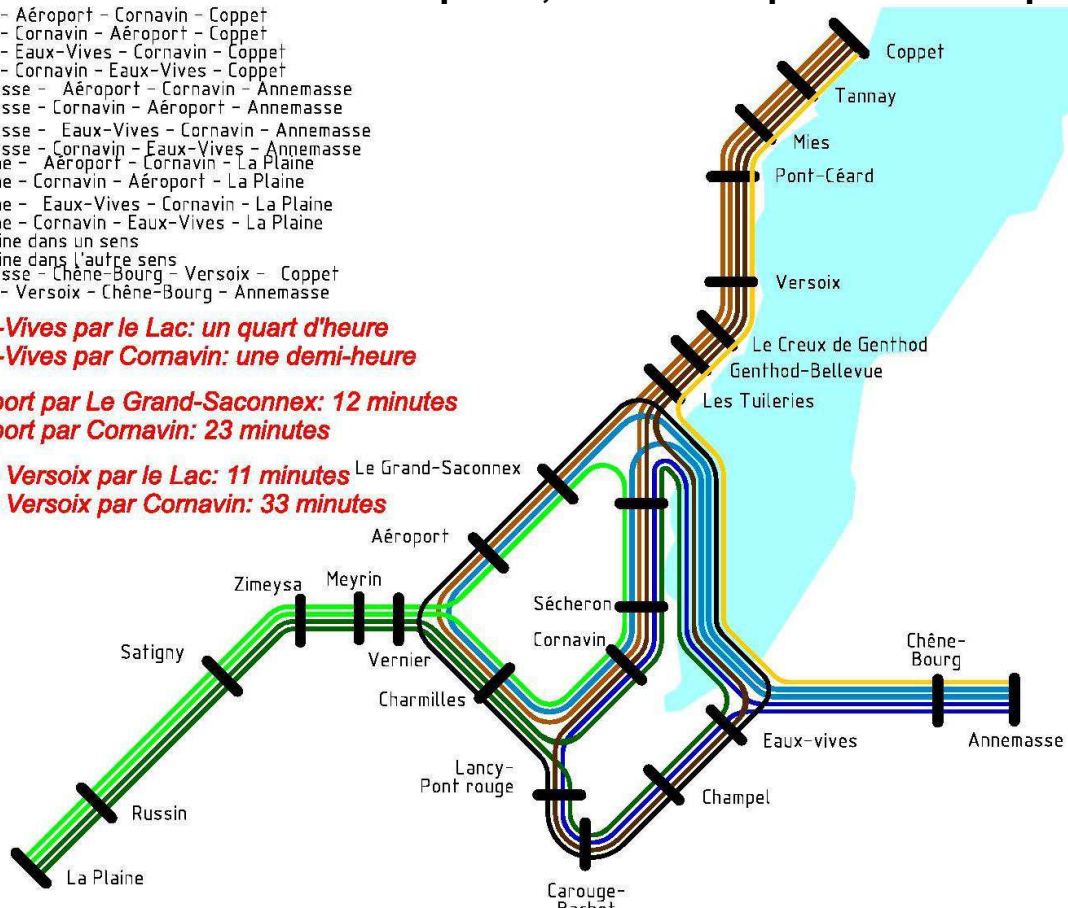 - Aéroport - Cornavin - Coppet
- Cornavin - Aéroport - Coppet
- Eaux-Vives - Cornavin - Coppet
- Cornavin - Eaux-Vives - Coppet
sse - Aéroport - Cornavin - Annemasse
sse - Cornavin - Aéroport - Annemasse
sse - Eaux-Vives - Cornavin - Annemasse
sse - Cornavin - Eaux-Vives - Annemasse
ne - Aéroport - Cornavin - La Plaine
ne - Cornavin - Aéroport - La Plaine
ne - Eaux-Vives - Cornavin - La Plaine
ne - Cornavin - Eaux-Vives - La Plaine
ine dans un sens
ine dans l'autre sens
sse - Chêne-Bourg - Versoix - Coppet
- Versoix - Chêne-Bourg - Annemasse
-Vives par le Lac: un quart d'heure
-Vives par Cornavin: une demi-heure
port par Le Grand-Saconnex: 12 minutes
port par Cornavin: 23 minutes
Versoix par le Lac: 11 minutes
Versoix par Cornavin: 33 minutes
Coppet
Tannay
Mies
Pont-Céard
Versoix
Le Creux de Genthod
Genthod-Bellevue
Les Tuileries
Le Grand-Saconnex
Aéroport
Zimeysa
Meyrin
Sécheron
Cornavin
Chêne-
Bourg
Satigny
Vernier
Charmilles
Eaux-vives
Annemasse
Lancy-
Pont rouge
Champel
Russin
La Plaine
Carouge-